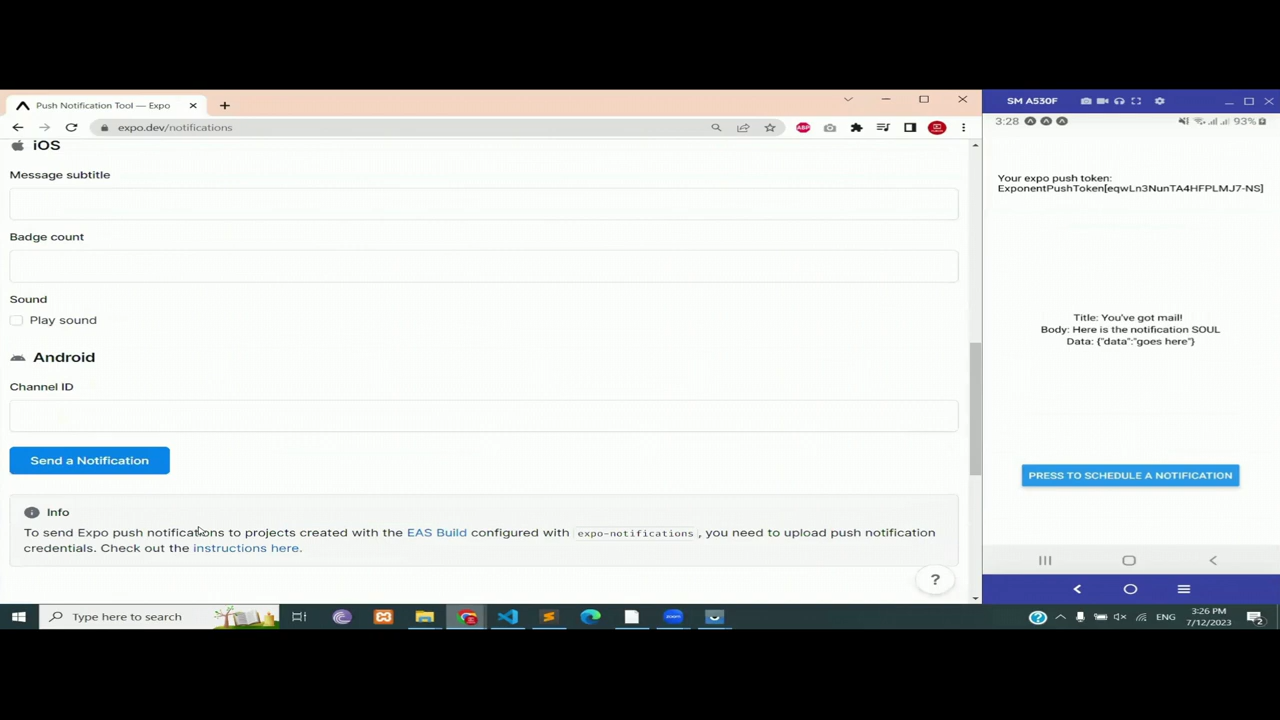 Push Notification Tool — Expo
expo.dev/notifications
ABP
iOS
Message subtitle
Badge count
Sound
Play sound
Android
Channel ID
Send a Notification
Info
To send Expo push notifications to projects created with the EAS Build configured with expo-notifications, you need to upload push notification
credentials. Check out the instructions here.
?
SM A530F
3:28
93%
Your expo push token:
ExponentPushToken[eqwLn3NunTA4HFPLMJ7-NS]
Title: You've got mail!
Body: Here is the notification SOUL
Data: {"data":"goes here"}
PRESS TO SCHEDULE A NOTIFICATION
Type here to search
zoom
ENG
3:26 PM
7/12/2023
2